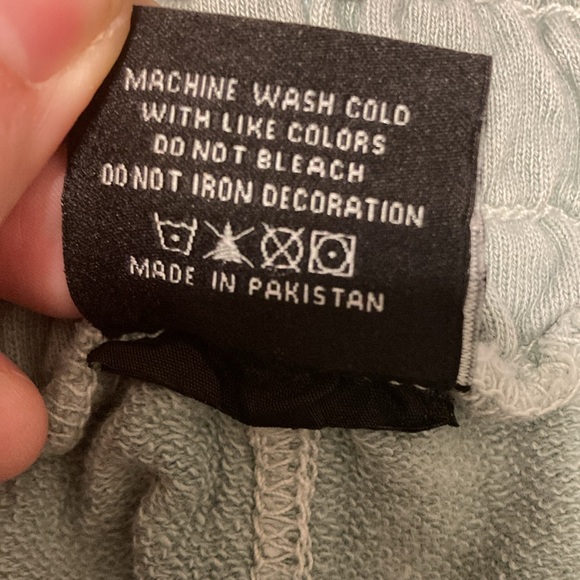 MACHINE WASH COLD
WITH LIKE COLORS
DO NOT BLEACH
DO NOT IRON DECORATION
MADE IN PAKISTAN